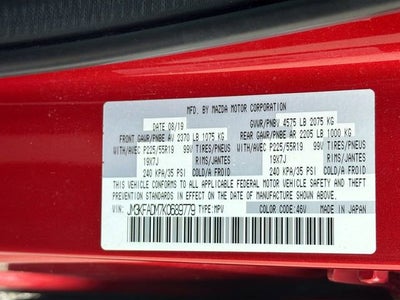 MFD. BY MAZDA MOTOR CORPORATION
DATE 08/19 GVWR/PNBV 4575 LB 2075 KG
FRONT GAWR/PNBE AV 2370 LB 1075 KG REAR GAWR/PNBE AR 2205 LB 1000 KG
WITH/AVEC P225/55R19 99V TIRES/PNEUS WITH/AVEC P225/55R19 99V TIRES/PNEUS
19X7J RIMS/JANTES 19X7J RIMS/JANTES
240 KPA/35 PSI COLD/A FROID 240 KPA/35 PSI COLD/A FROID
THIS VEHICLE CONFORMS TO ALL APPLICABLE FEDERAL MOTOR VEHICLE SAFETY AND THEFT
PREVENTION STANDARDS IN EFFECT ON THE DATE OF MANUFACTURE SHOWN ABOVE.
VIN: JM3KFADM7K0689779 TYPE:MPV COLOR CODE:46V MADE IN JAPAN